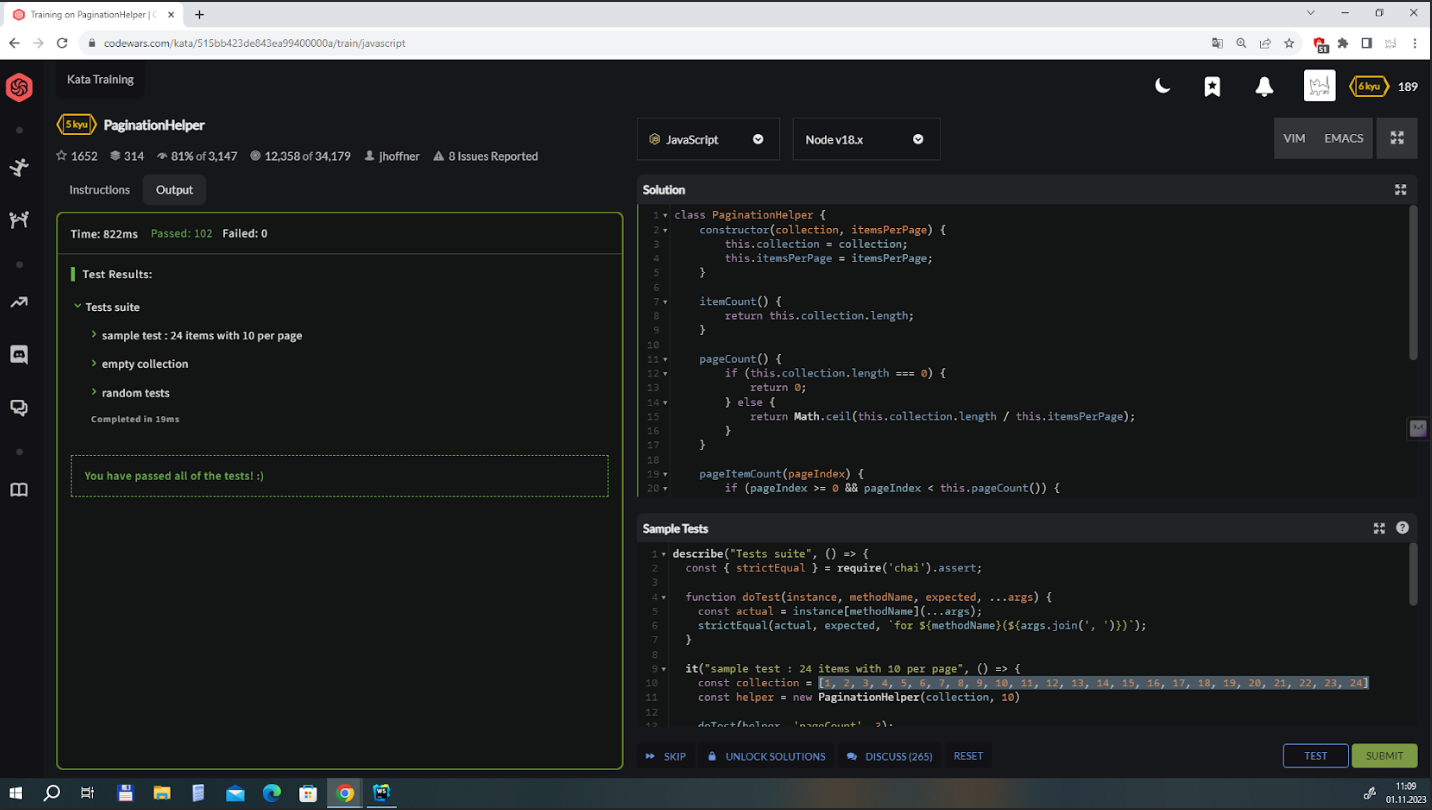 Training on PaginationHelper | C
codewars.com/kata/515bb423de843ea99400000a/train/javascript
51
Kata Training
6 kyu 189
5 kyu PaginationHelper
1652 314 81% of 3,147 12,358 of 34,179 jhoffner 8 Issues Reported
JavaScript Node v18.x VIM EMACS
Instructions Output
Time: 822ms Passed: 102 Failed: 0
Test Results:
Tests suite
sample test : 24 items with 10 per page
empty collection
random tests
Completed in 19ms
You have passed all of the tests! :)
Solution
1 class PaginationHelper {
2 constructor(collection, itemsPerPage) {
3 this.collection = collection;
4 this.itemsPerPage = itemsPerPage;
5 }
6
7 itemCount() {
8 return this.collection.length;
9 }
10
11 pageCount() {
12 if (this.collection.length === 0) {
13 return 0;
14 } else {
15 return Math.ceil(this.collection.length / this.itemsPerPage);
16 }
17 }
18
19 pageItemCount(pageIndex) {
20 if (pageIndex >= 0 && pageIndex < this.pageCount()) {
Sample Tests
1 describe("Tests suite", () => {
2 const { strictEqual } = require('chai').assert;
3
4 function doTest(instance, methodName, expected, ...args) {
5 const actual = instance[methodName](...args);
6 strictEqual(actual, expected, `for ${methodName}(${args.join(', ')})`);
7 }
8
9 it("sample test : 24 items with 10 per page", () => {
10 const collection = [1, 2, 3, 4, 5, 6, 7, 8, 9, 10, 11, 12, 13, 14, 15, 16, 17, 18, 19, 20, 21, 22, 23, 24]
11 const helper = new PaginationHelper(collection, 10)
12
13 doTest(helper, 'pageCount', 3);
SKIP UNLOCK SOLUTIONS DISCUSS (265) RESET TEST SUBMIT
WS
11:09
01.11.2023